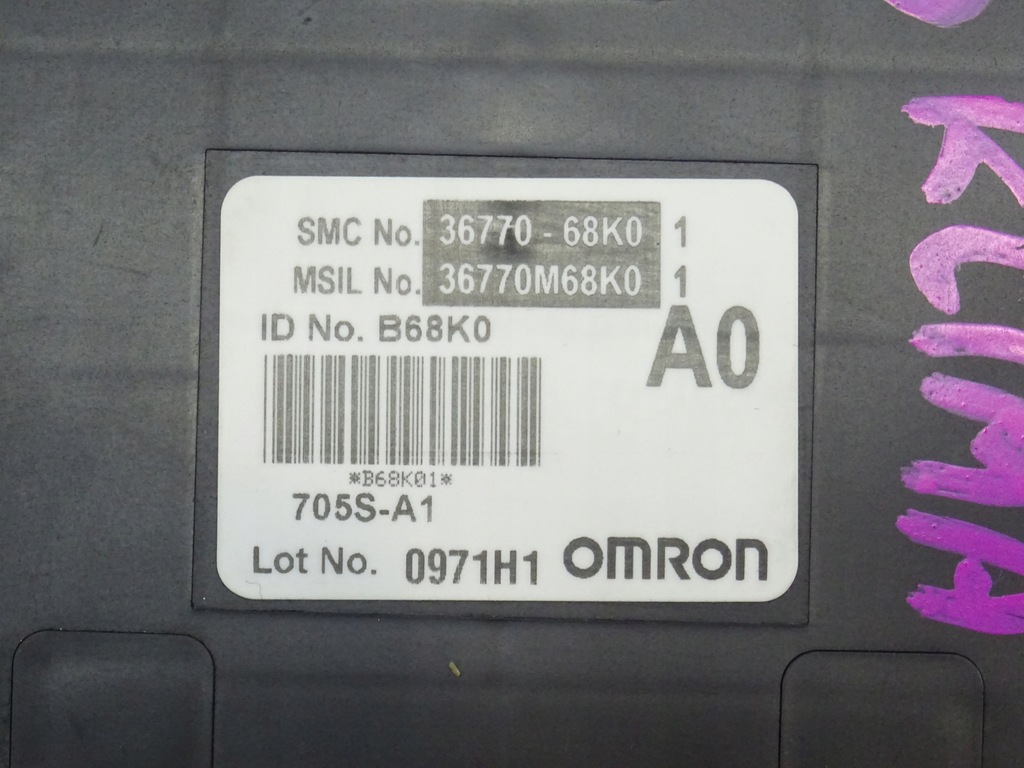 SMC No. 36770-68K0 1
MSIL No. 36770M68K0 1
ID No. B68K0
A0
*B68K01*
705S-A1
Lot No. 0971H1 OMRON
KLIMA